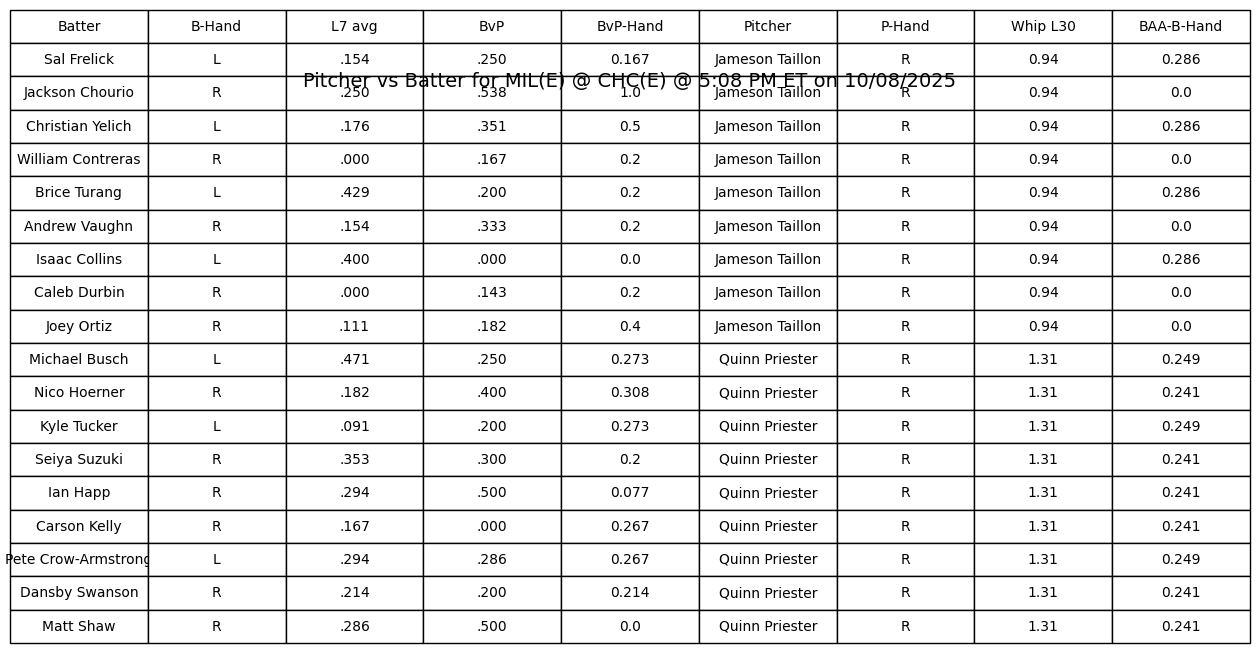 Batter B-Hand L7 avg BvP BvP-Hand Pitcher P-Hand Whip L30 BAA-B-Hand
Sal Frelick L .154 .250 0.167 Jameson Taillon R 0.94 0.286
Pitcher vs Batter for MIL(E) @ CHC(E) @ 5:08 PM ET on 10/08/2025
Jackson Chourio R .250 .538 1.0 Jameson Taillon R 0.94 0.0
Christian Yelich L .176 .351 0.5 Jameson Taillon R 0.94 0.286
William Contreras R .000 .167 0.2 Jameson Taillon R 0.94 0.0
Brice Turang L .429 .200 0.2 Jameson Taillon R 0.94 0.286
Andrew Vaughn R .154 .333 0.2 Jameson Taillon R 0.94 0.0
Isaac Collins L .400 .000 0.0 Jameson Taillon R 0.94 0.286
Caleb Durbin R .000 .143 0.2 Jameson Taillon R 0.94 0.0
Joey Ortiz R .111 .182 0.4 Jameson Taillon R 0.94 0.0
Michael Busch L .471 .250 0.273 Quinn Priester R 1.31 0.249
Nico Hoerner R .182 .400 0.308 Quinn Priester R 1.31 0.241
Kyle Tucker L .091 .200 0.273 Quinn Priester R 1.31 0.249
Seiya Suzuki R .353 .300 0.2 Quinn Priester R 1.31 0.241
Ian Happ R .294 .500 0.077 Quinn Priester R 1.31 0.241
Carson Kelly R .167 .000 0.267 Quinn Priester R 1.31 0.241
Pete Crow-Armstrong L .294 .286 0.267 Quinn Priester R 1.31 0.249
Dansby Swanson R .214 .200 0.214 Quinn Priester R 1.31 0.241
Matt Shaw R .286 .500 0.0 Quinn Priester R 1.31 0.241